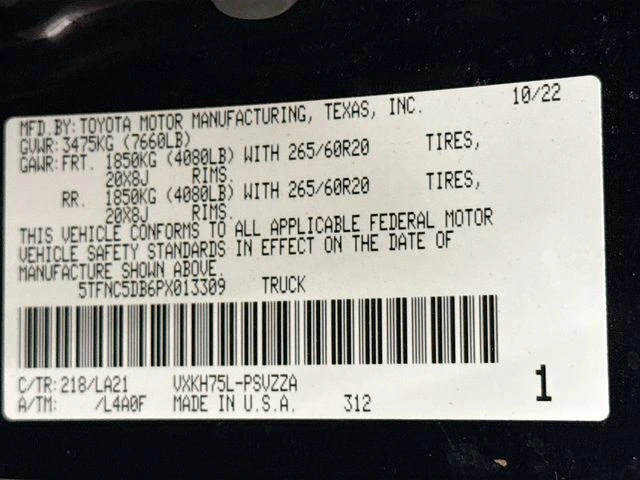 MFD.BY:TOYOTA MOTOR MANUFACTURING, TEXAS, INC. 10/22
GVWR:3475KG (7660LB)
GAWR:FRT. 1850KG (4080LB) WITH 265/60R20 TIRES,
20X8J RIMS.
RR. 1850KG (4080LB) WITH 265/60R20 TIRES,
20X8J RIMS.
THIS VEHICLE CONFORMS TO ALL APPLICABLE FEDERAL MOTOR
VEHICLE SAFETY STANDARDS IN EFFECT ON THE DATE OF
MANUFACTURE SHOWN ABOVE.
5TFNC5DB6PX013309 TRUCK
C/TR:218/LA21 VXKH75L-PSVZZA
A/TM: /L4A0F MADE IN U.S.A. 312 1